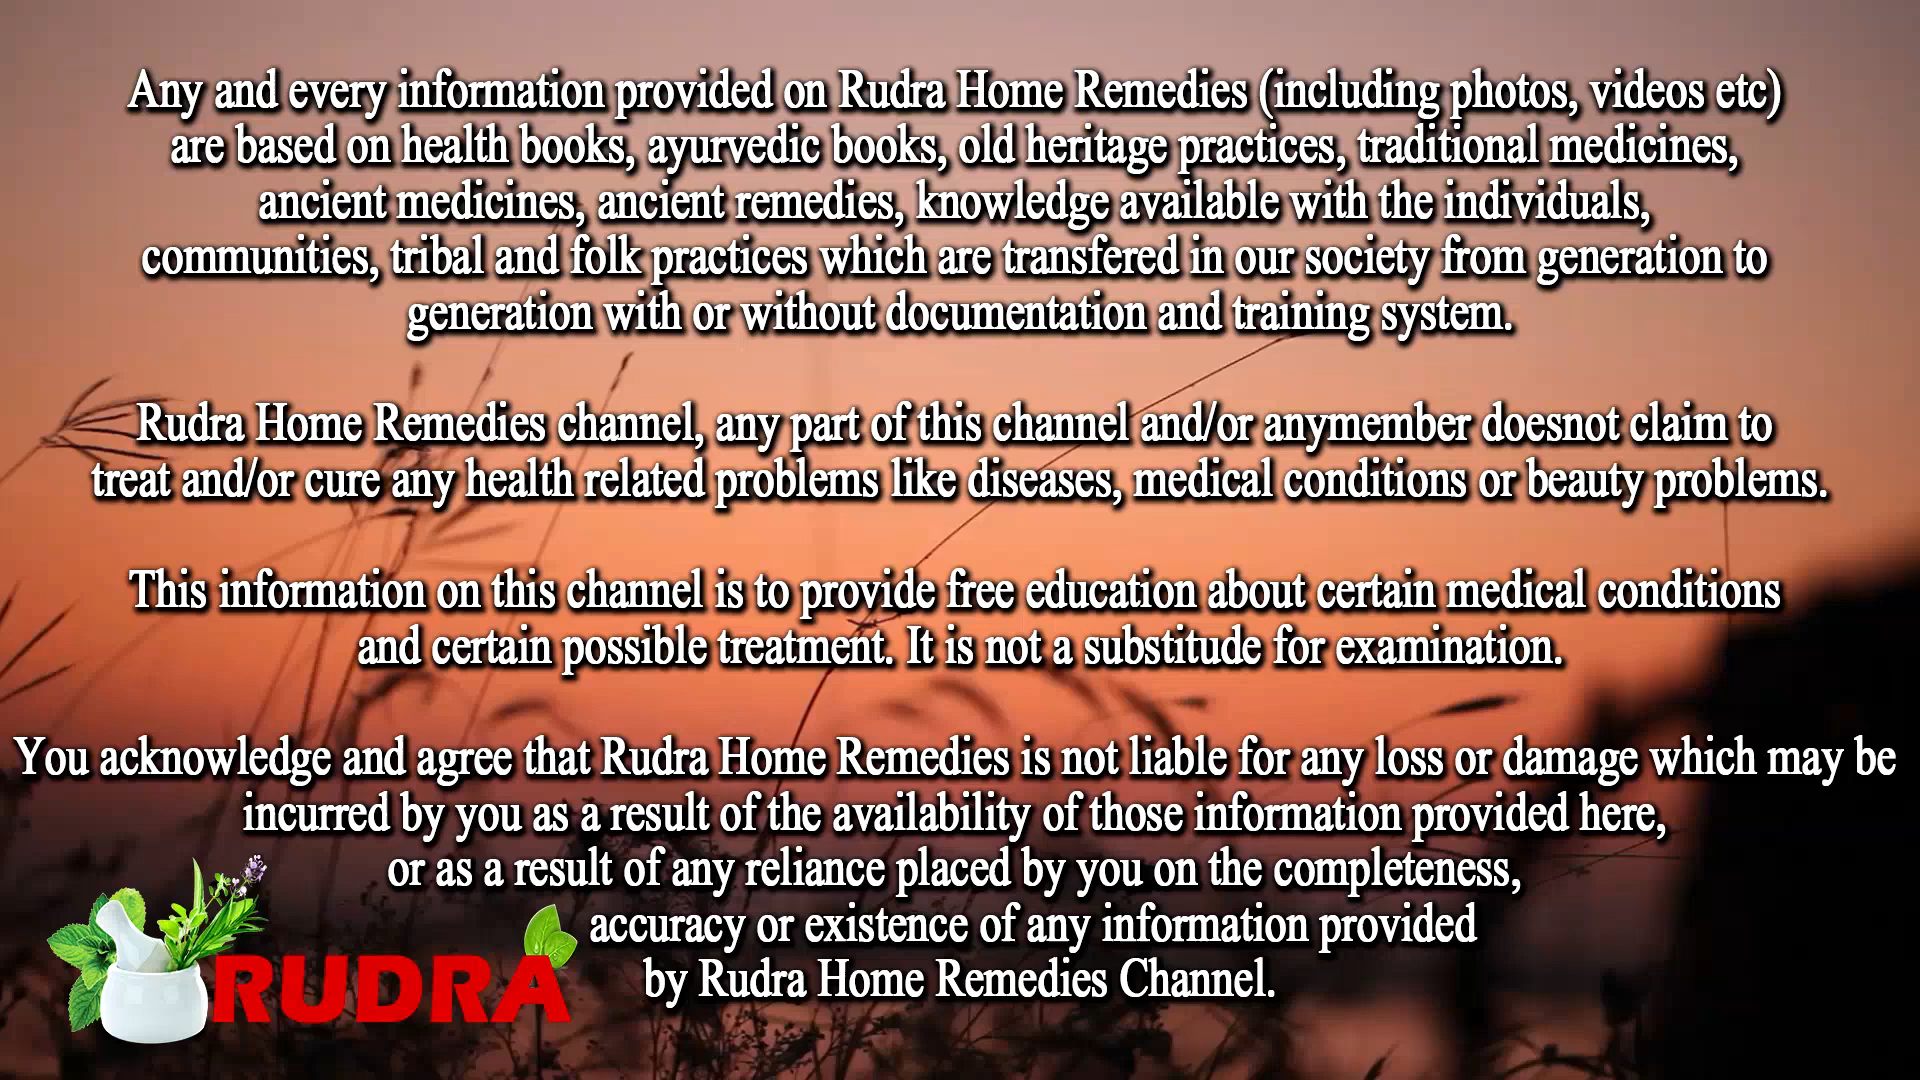 Any and every information provided on Rudra Home Remedies (including photos, videos etc)
are based on health books, ayurvedic books, old heritage practices, traditional medicines,
ancient medicines, ancient remedies, knowledge available with the individuals,
communities, tribal and folk practices which are transfered in our society from generation to
generation with or without documentation and training system.
Rudra Home Remedies channel, any part of this channel and/or anymember doesnot claim to
treat and/or cure any health related problems like diseases, medical conditions or beauty problems.
This information on this channel is to provide free education about certain medical conditions
and certain possible treatment. It is not a substitude for examination.
You acknowledge and agree that Rudra Home Remedies is not liable for any loss or damage which may be
incurred by you as a result of the availability of those information provided here,
or as a result of any reliance placed by you on the completeness,
accuracy or existence of any information provided
by Rudra Home Remedies Channel.
RUDRA